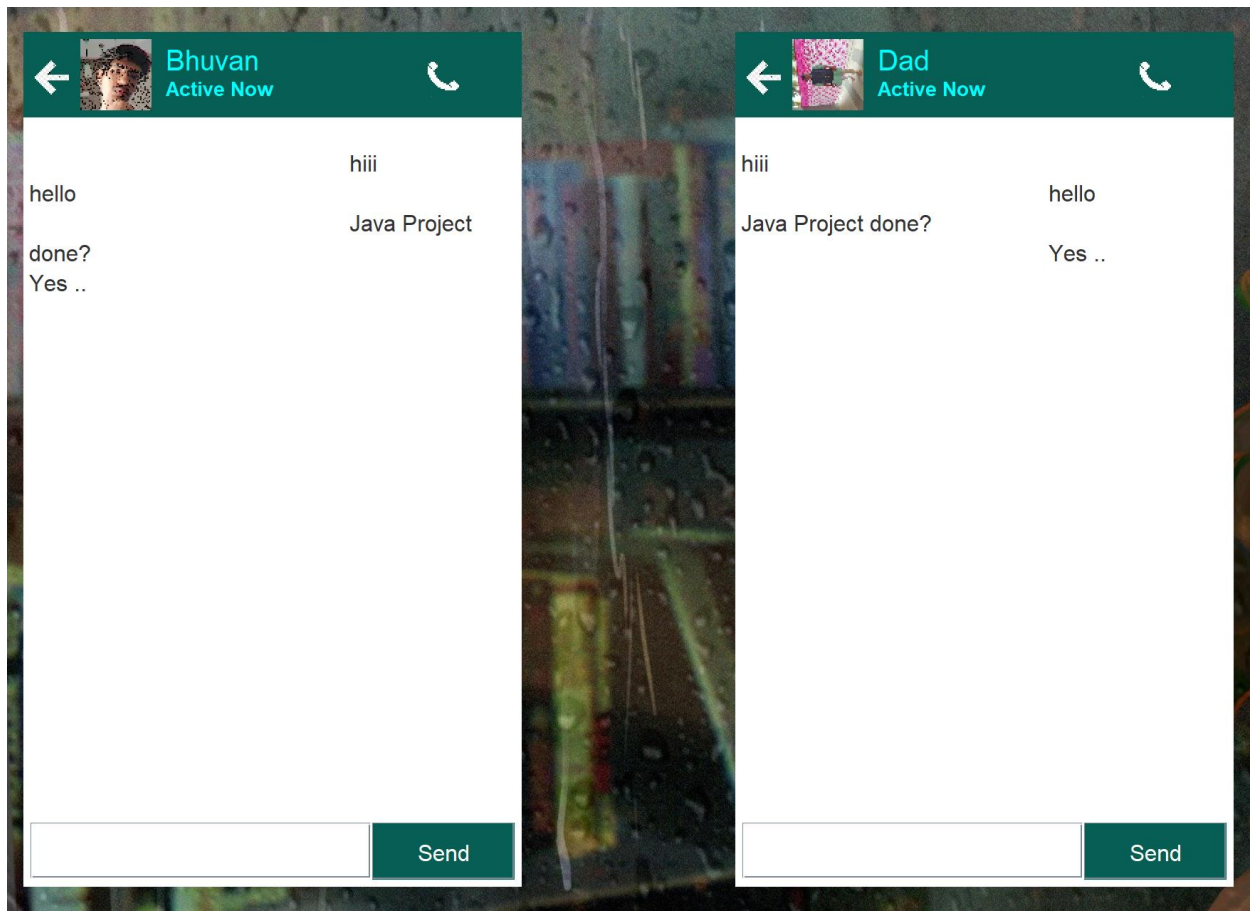 Bhuvan
Active Now
hiii
hello
Java Project
done?
Yes ..
Send
Dad
Active Now
hiii
hello
Java Project done?
Yes ..
Send